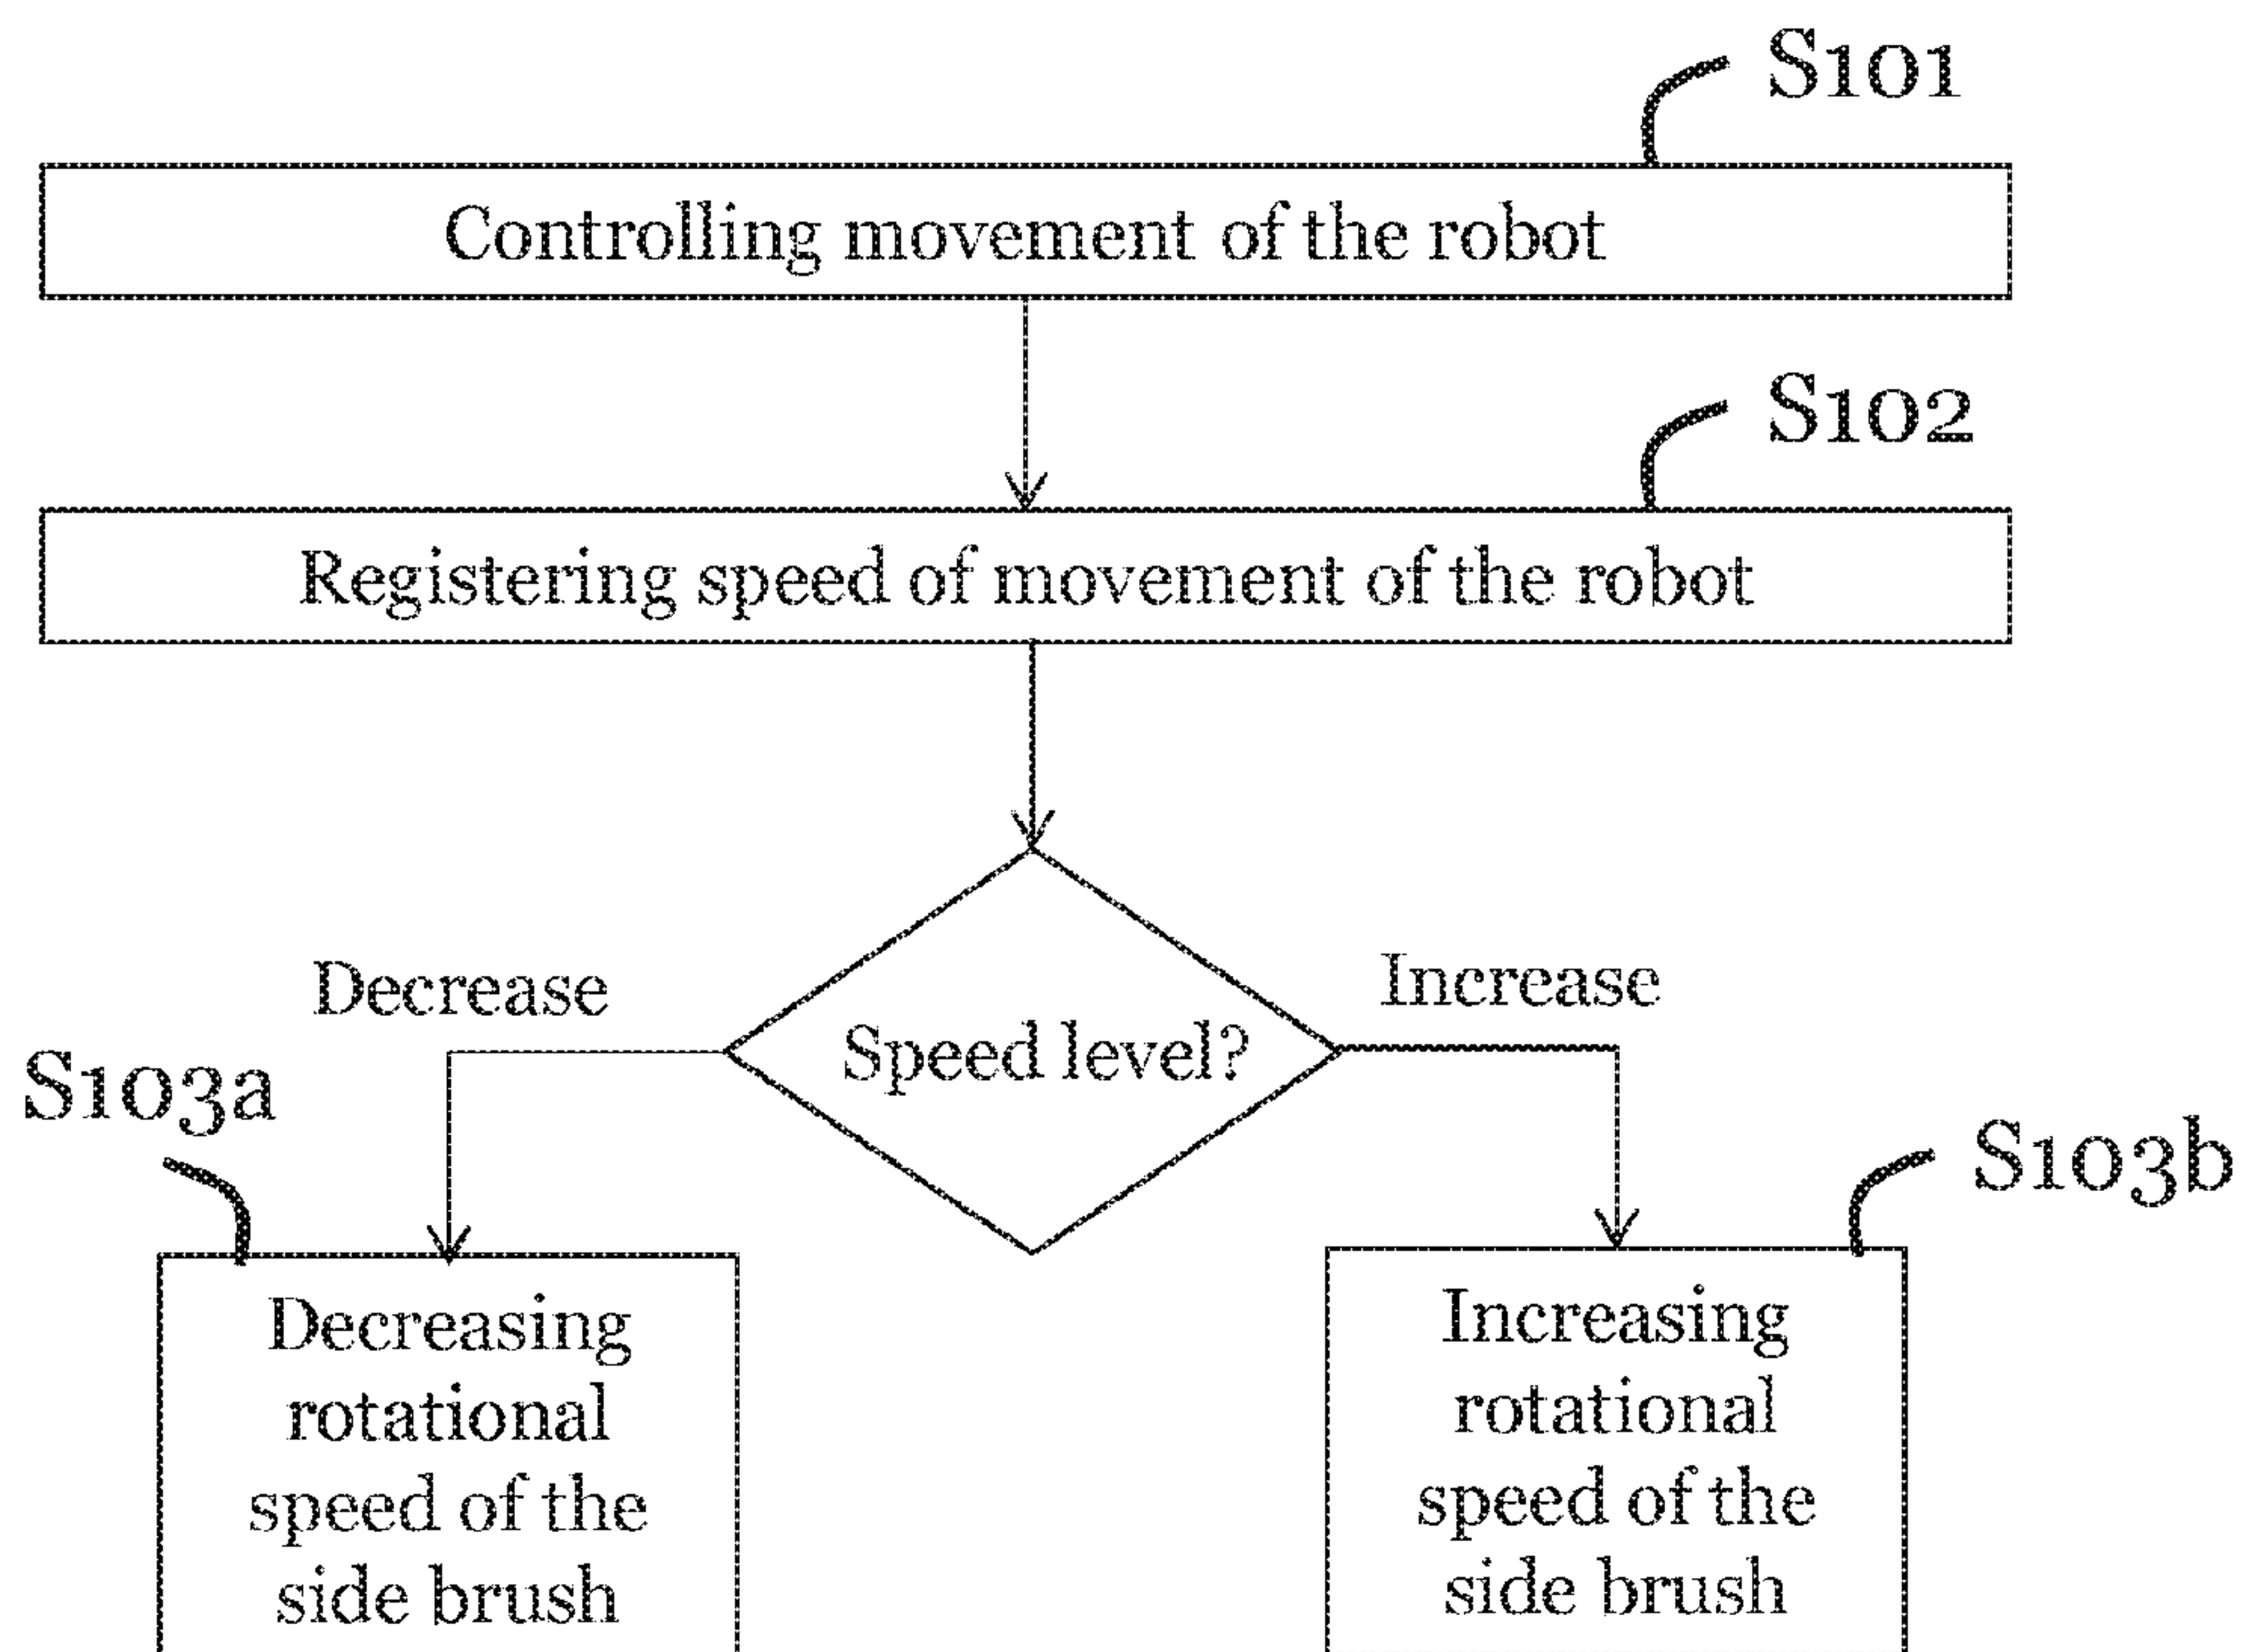 S101
Controlling movement of the robot
S102
Registering speed of movement of the robot
Decrease
Increase
Speed level?
S103a
S103b
Decreasing
rotational
speed of the
side brush
Increasing
rotational
speed of the
side brush